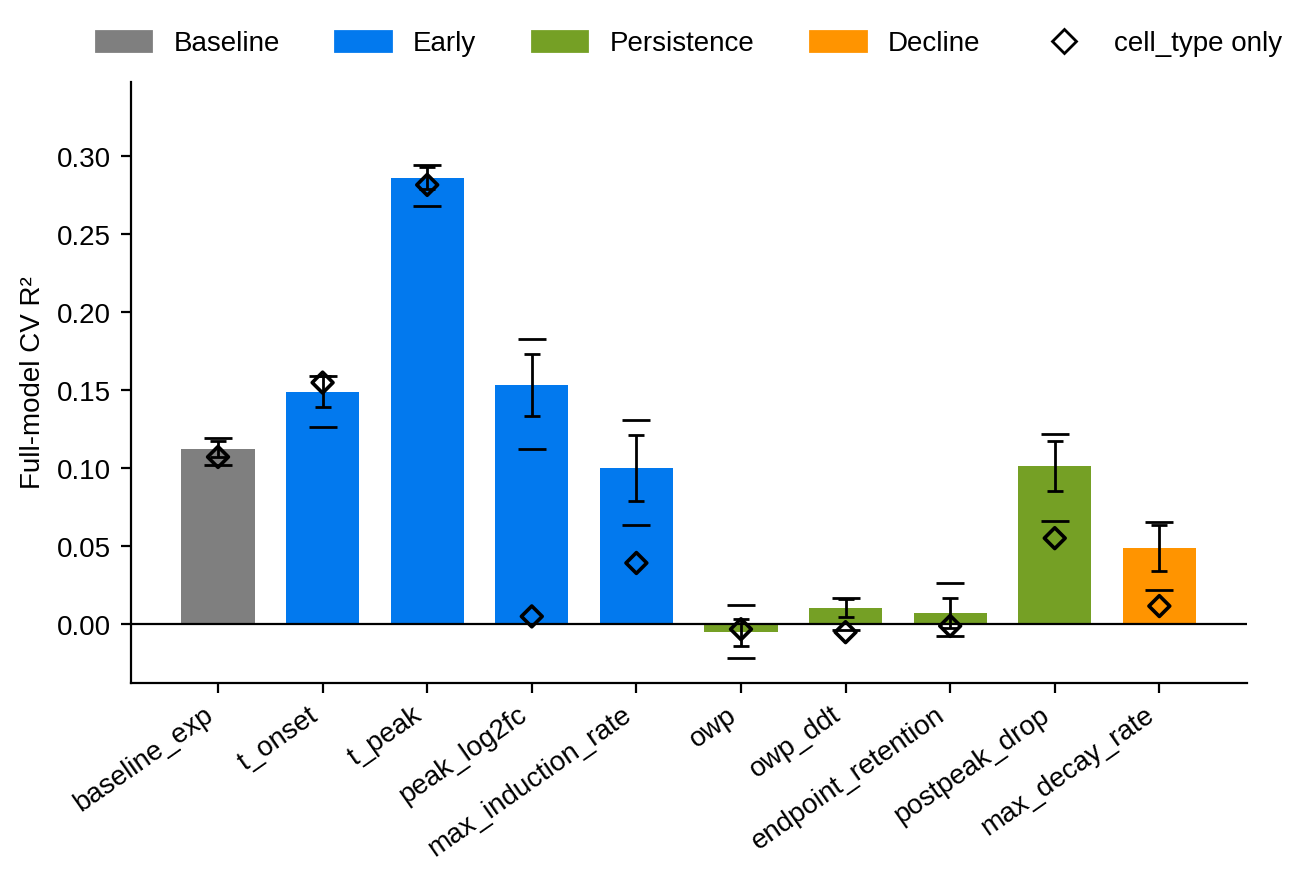 Baseline
Early
Persistence
Decline
cell_type only
Full-model CV R²
0.30
0.25
0.20
0.15
0.10
0.05
0.00
baseline_exp
t_onset
t_peak
peak_log2fc
max_induction_rate
owp
owp_ddt
endpoint_retention
postpeak_drop
max_decay_rate